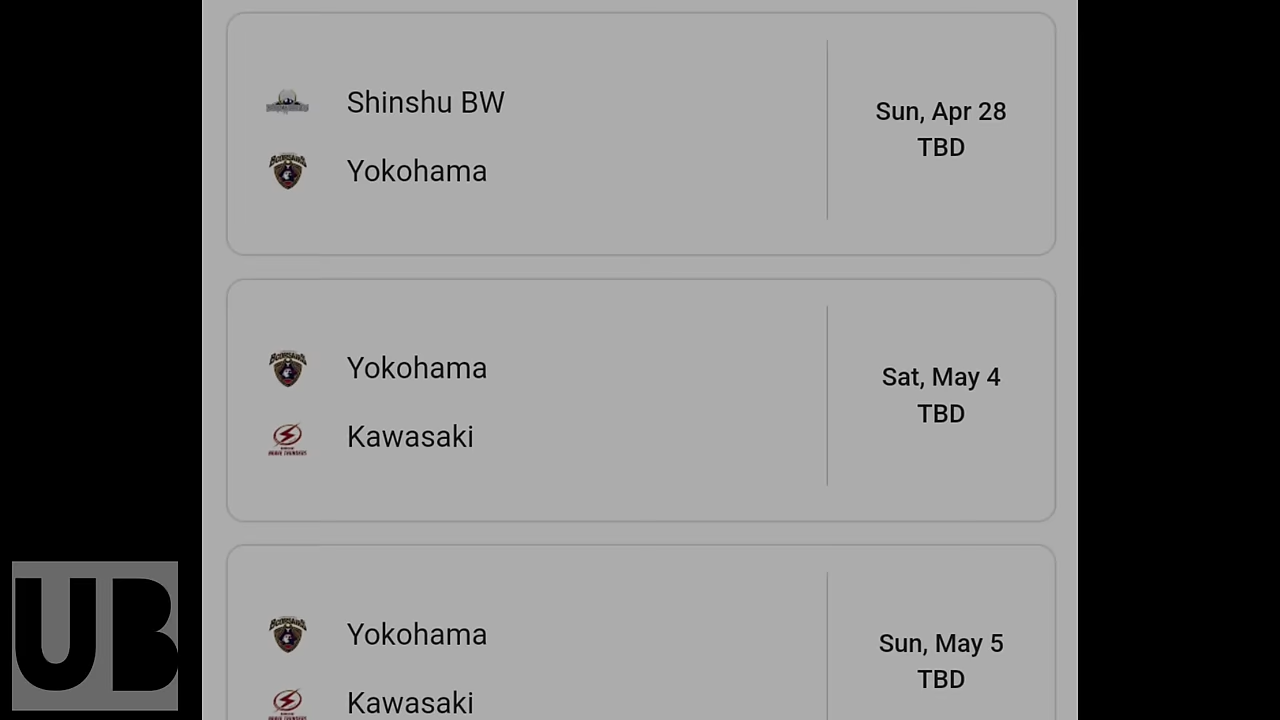 Shinshu BW
Yokohama
Sun, Apr 28
TBD
Yokohama
Kawasaki
Sat, May 4
TBD
Yokohama
Kawasaki
Sun, May 5
TBD
UB